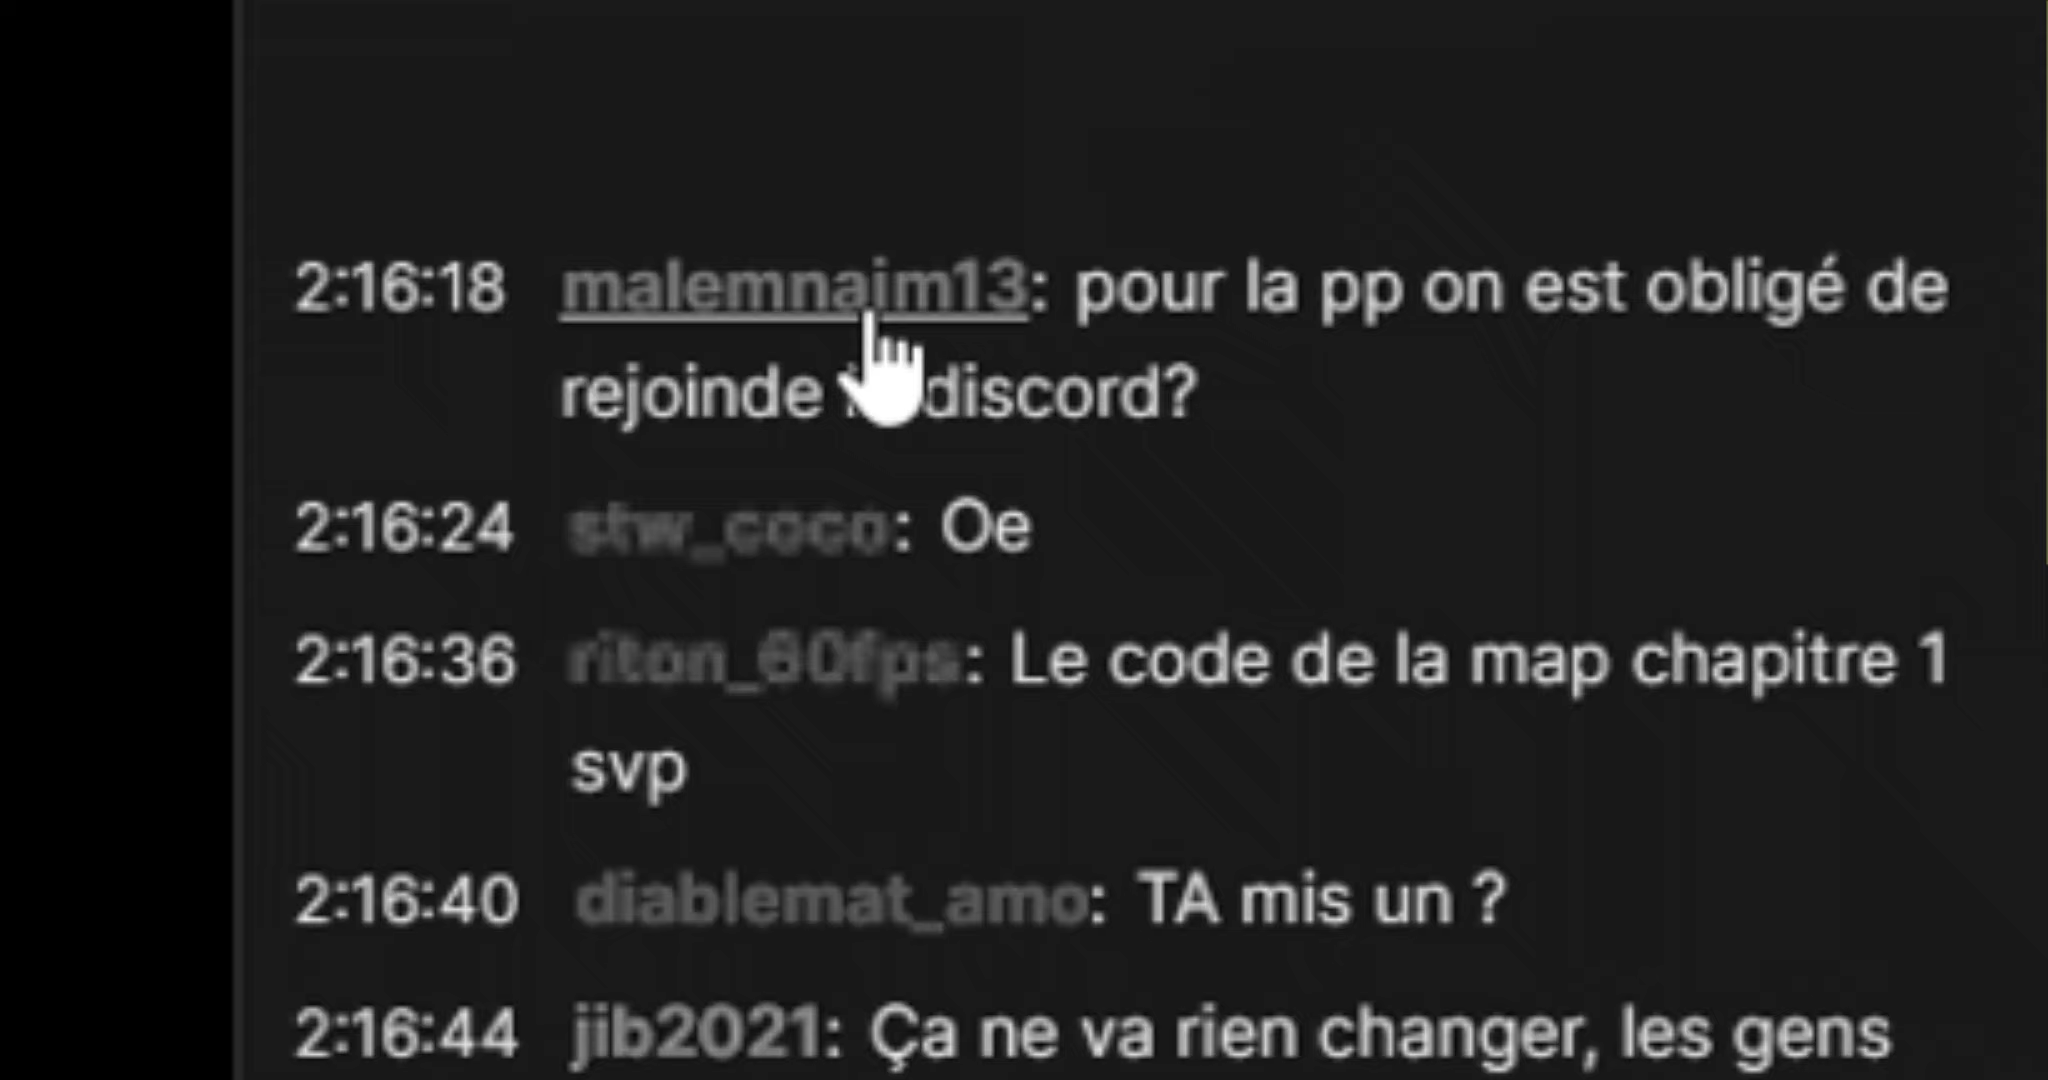 2:16:18 malemnaim13: pour la pp on est obligé de
rejoinde discord?
2:16:24 stw_coco: Oe
2:16:36 riton_60fps: Le code de la map chapitre 1
svp
2:16:40 diablemat_amo: TA mis un ?
2:16:44 jib2021: Ça ne va rien changer, les gens